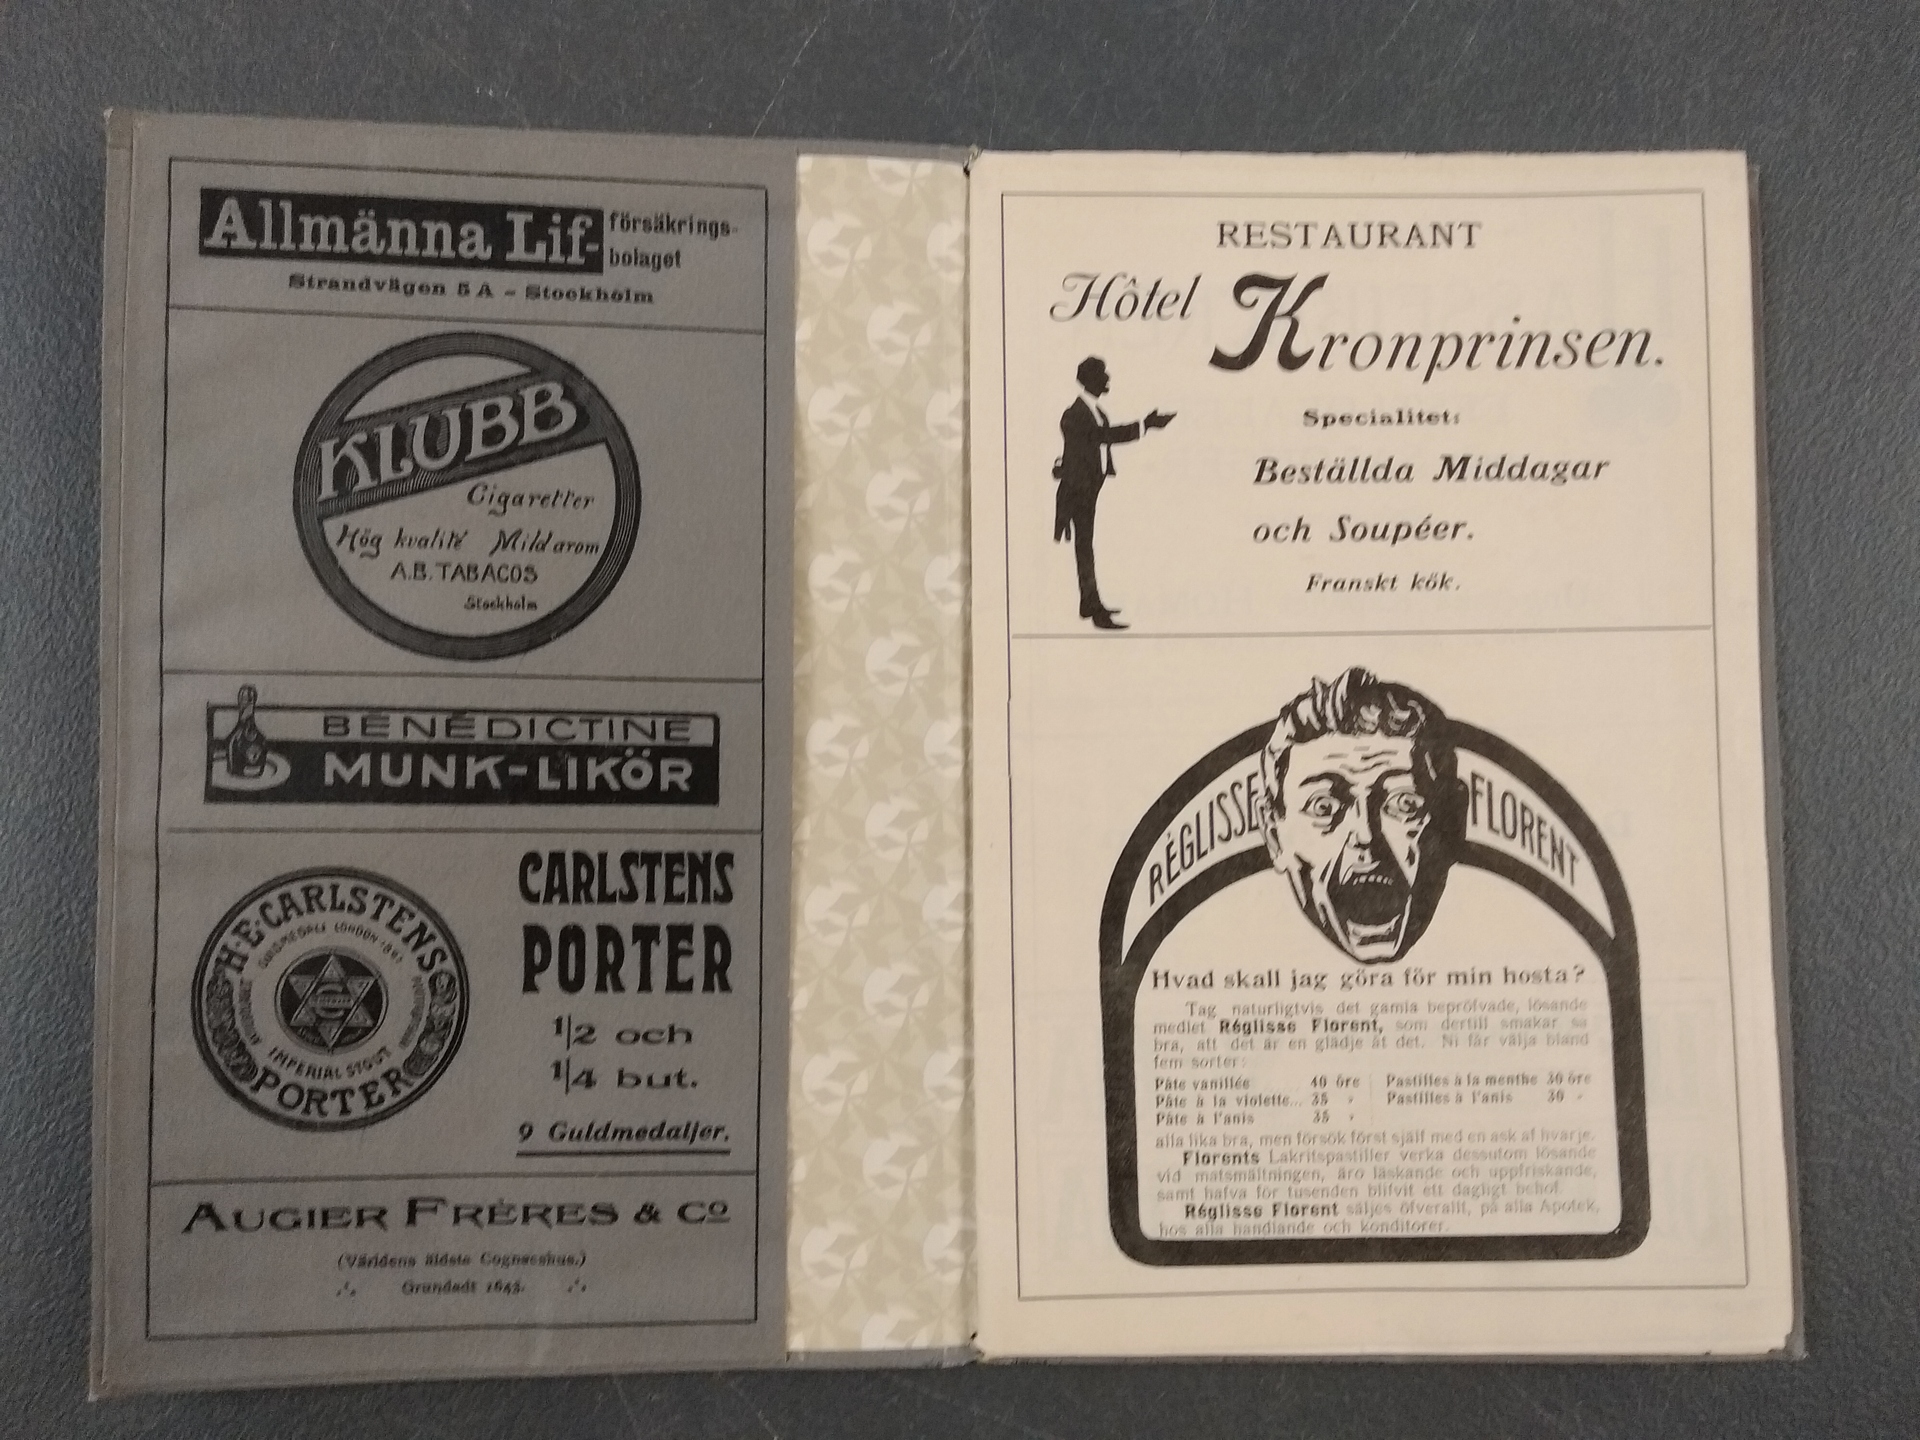 Allmänna Lif-
försäkrings-
bolaget
Strandvägen 5 A – Stockholm
KLUBB
Cigaretter
Hög kvalité Mild arom
A.B. TABACOS
Stockholm
BÉNÉDICTINE
MUNK-LIKÖR
H·E·CARLSTENS
IMPERIAL STOUT
PORTER
CARLSTENS
PORTER
1/2 och
1/4 but.
9 Guldmedaljer.
AUGIER FRÈRES & Co
(Världens äldsta Cognacshus.)
Grundadt 1643.
RESTAURANT
Hôtel Kronprinsen.
Specialitet:
Beställda Middagar
och Soupéer.
Franskt kök.
RÉGLISSE FLORENT
Hvad skall jag göra för min hosta?
Tag naturligtvis det gamla bepröfvade, lösande
medlet Réglisse Florent, som dertill smakar så
bra, att det är en glädje åt det. Ni får välja bland
fem sorter:
Pâte vanillée 40 öre Pastilles à la menthe 30 öre
Pâte à la violette... 35 » Pastilles à l'anis 30 »
Pâte à l'anis 35 »
alla lika bra, men försök först själf med en ask af hvarje.
Florents Lakritspastiller verka dessutom lösande
vid matsmältningen, äro läskande och uppfriskande,
samt hafva för tusenden blifvit ett dagligt behof.
Réglisse Florent säljes öfverallt, på alla Apotek,
hos alla handlande och konditorer.